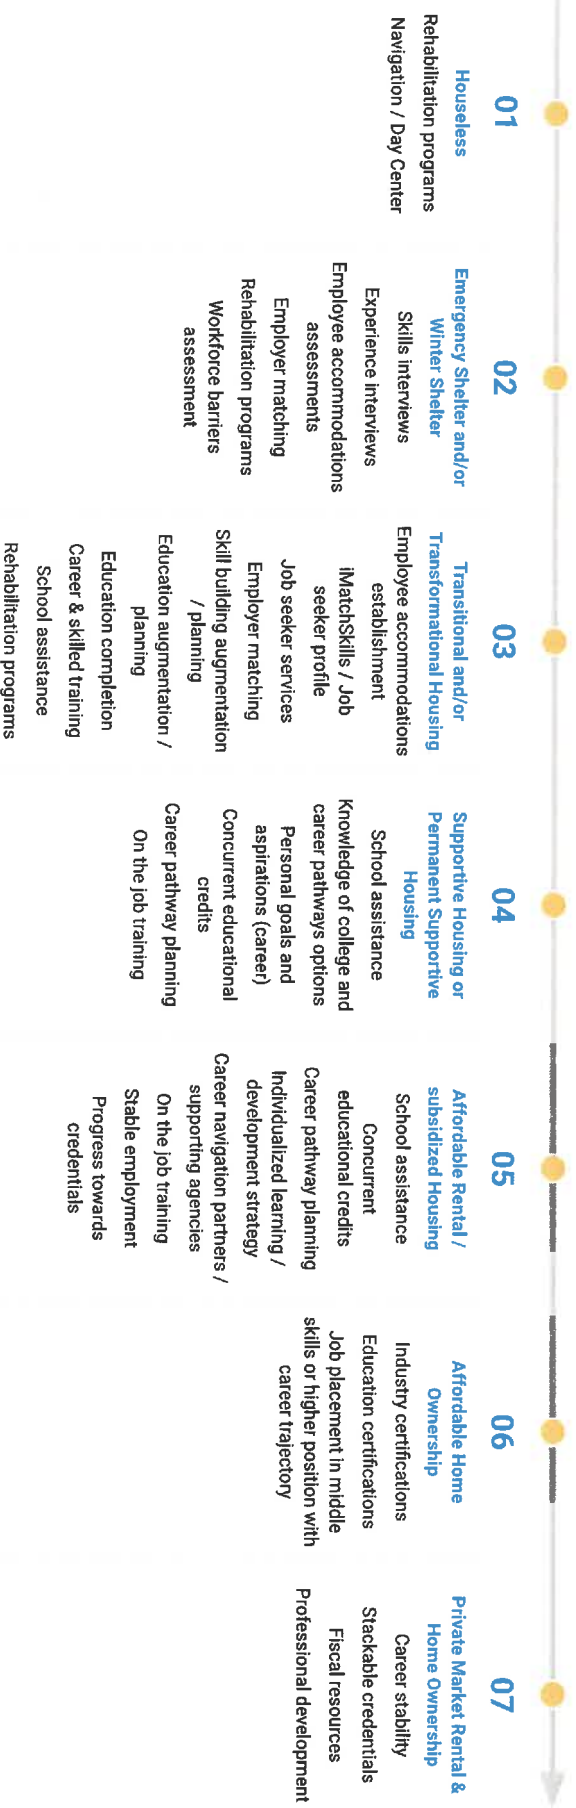 01
Houseless
Rehabilitation programs
Navigation / Day Center
02
Emergency Shelter and/or
Winter Shelter
Skills interviews
Experience interviews
Employee accommodations
assessments
Employer matching
Rehabilitation programs
Workforce barriers
assessment
03
Transitional and/or
Transformational Housing
Employee accommodations
establishment
iMatchSkills / Job
seeker profile
Job seeker services
Employer matching
Skill building augmentation
/ planning
Education augmentation /
planning
Education completion
Career & skilled training
School assistance
Rehabilitation programs
04
Supportive Housing or
Permanent Supportive
Housing
School assistance
Knowledge of college and
career pathways options
Personal goals and
aspirations (career)
Concurrent educational
credits
Career pathway planning
On the job training
05
Affordable Rental /
subsidized Housing
School assistance
Concurrent
educational credits
Career pathway planning
Individualized learning /
development strategy
Career navigation partners /
supporting agencies
On the job training
Stable employment
Progress towards
credentials
06
Affordable Home
Ownership
Industry certifications
Education certifications
Job placement in middle
skills or higher position with
career trajectory
07
Private Market Rental &
Home Ownership
Career stability
Stackable credentials
Fiscal resources
Professional development